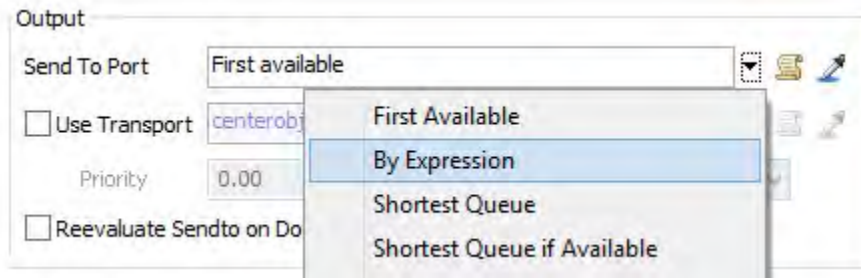 Output
Send To Port First available
Use Transport centerobj
First Available
Priority 0.00
By Expression
Shortest Queue
Reevaluate Sendto on Do
Shortest Queue if Available